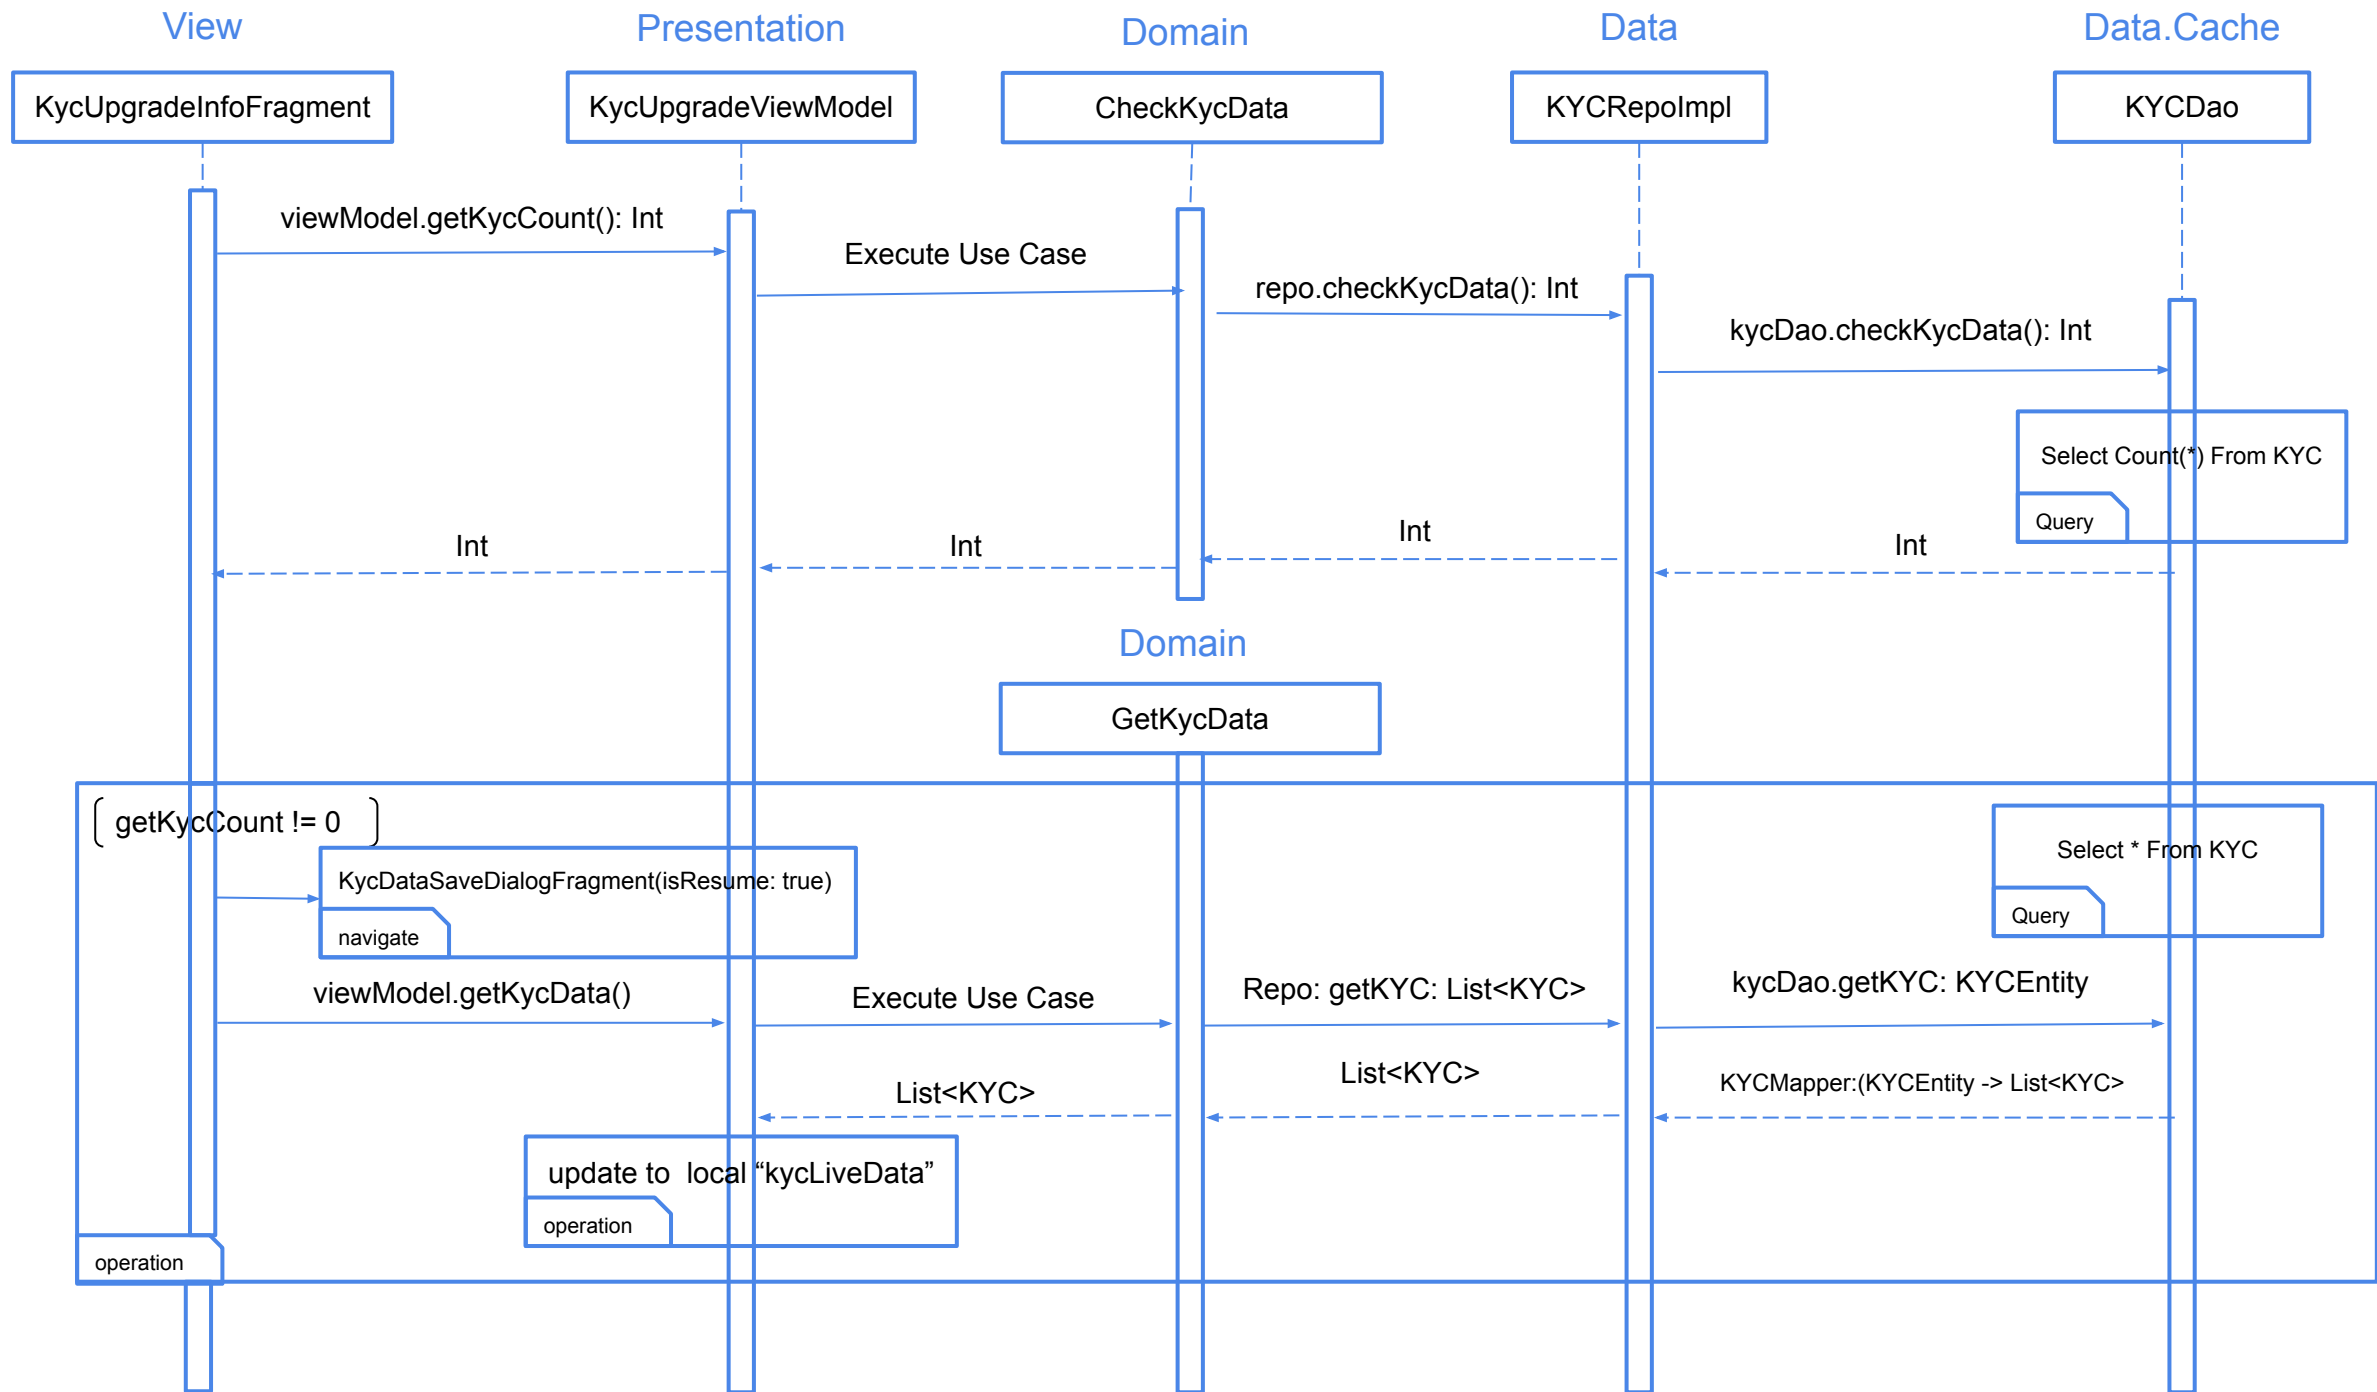 View
Presentation
Domain
Data
Data.Cache
KycUpgradeInfoFragment
KycUpgradeViewModel
CheckKycData
KYCRepoImpl
KYCDao
viewModel.getKycCount(): Int
Execute Use Case
repo.checkKycData(): Int
kycDao.checkKycData(): Int
Select Count(*) From KYC
Query
Int
Int
Int
Int
Domain
GetKycData
getKycCount != 0
KycDataSaveDialogFragment(isResume: true)
navigate
Select * From KYC
Query
viewModel.getKycData()
Execute Use Case
Repo: getKYC: List<KYC>
kycDao.getKYC: KYCEntity
List<KYC>
List<KYC>
KYCMapper:(KYCEntity -> List<KYC>
update to  local “kycLiveData”
operation
operation